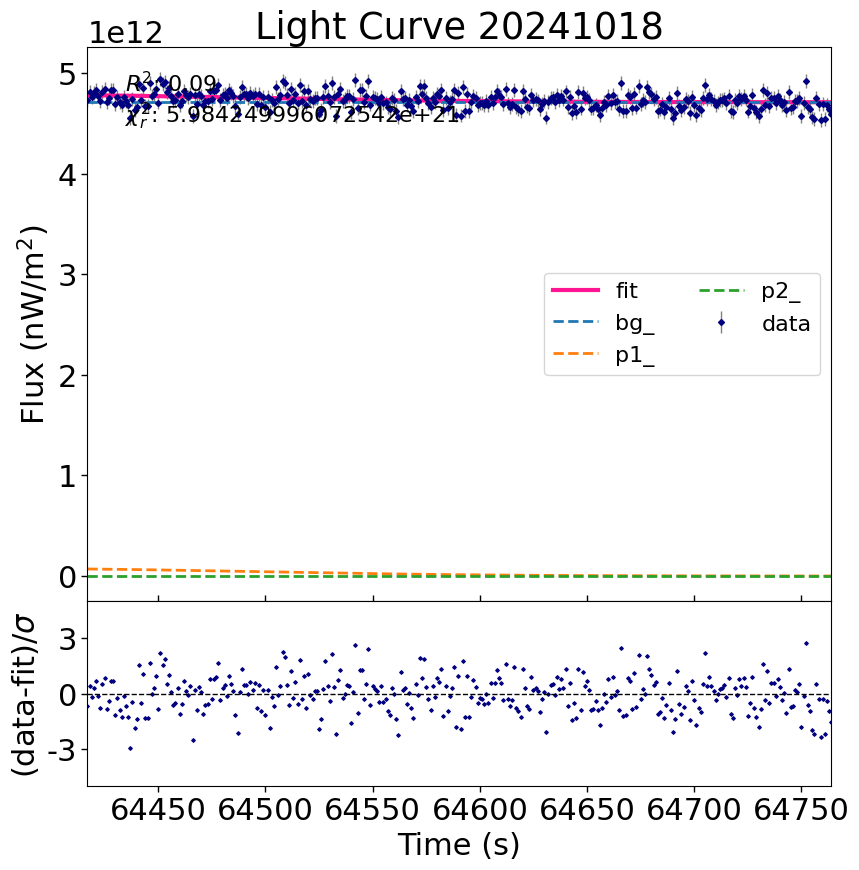 Light Curve 20241018
1e12
R²: 0.09
χ²ᵣ: 5.984249996072542e+21
Flux (nW/m²)
5
4
3
2
1
0
fit
bg_
p1_
p2_
data
(data-fit)/σ
3
0
-3
64450 64500 64550 64600 64650 64700 64750
Time (s)